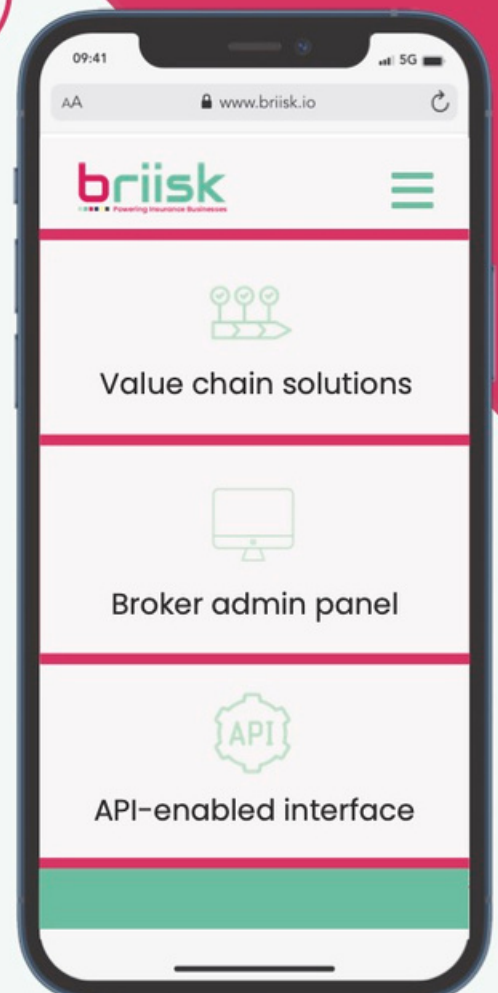 09:41
5G
AA www.briisk.io
briisk
Powering Insurance Businesses
Value chain solutions
Broker admin panel
API
API-enabled interface